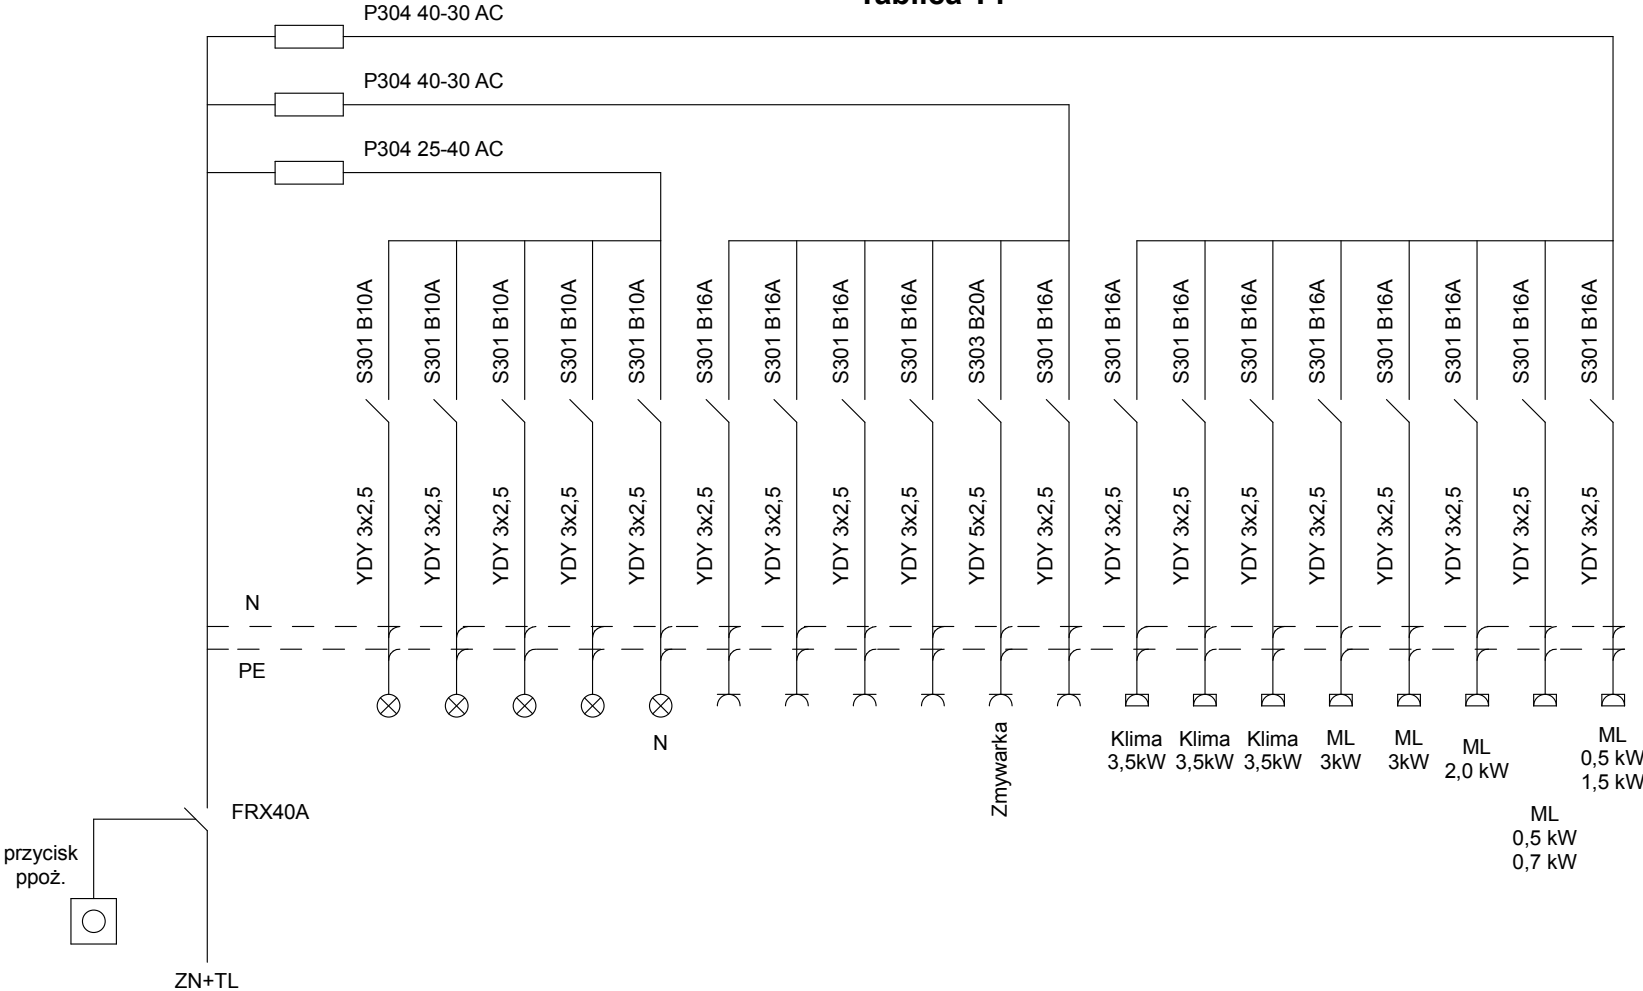 P304 40-30 AC
P304 40-30 AC
P304 25-40 AC
S301 B10A
S301 B10A
S301 B10A
S301 B10A
S301 B10A
S301 B16A
S301 B16A
S301 B16A
S301 B16A
S303 B20A
S301 B16A
S301 B16A
S301 B16A
S301 B16A
S301 B16A
S301 B16A
S301 B16A
S301 B16A
S301 B16A
YDY 3x2,5
YDY 3x2,5
YDY 3x2,5
YDY 3x2,5
YDY 3x2,5
YDY 3x2,5
YDY 3x2,5
YDY 3x2,5
YDY 3x2,5
YDY 5x2,5
YDY 3x2,5
YDY 3x2,5
YDY 3x2,5
YDY 3x2,5
YDY 3x2,5
YDY 3x2,5
YDY 3x2,5
YDY 3x2,5
YDY 3x2,5
N
PE
N
Zmywarka
Klima
3,5kW
Klima
3,5kW
Klima
3,5kW
ML
3kW
ML
3kW
ML
2,0 kW
ML
0,5 kW
0,7 kW
ML
0,5 kW
1,5 kW
FRX40A
przycisk
ppoż.
ZN+TL